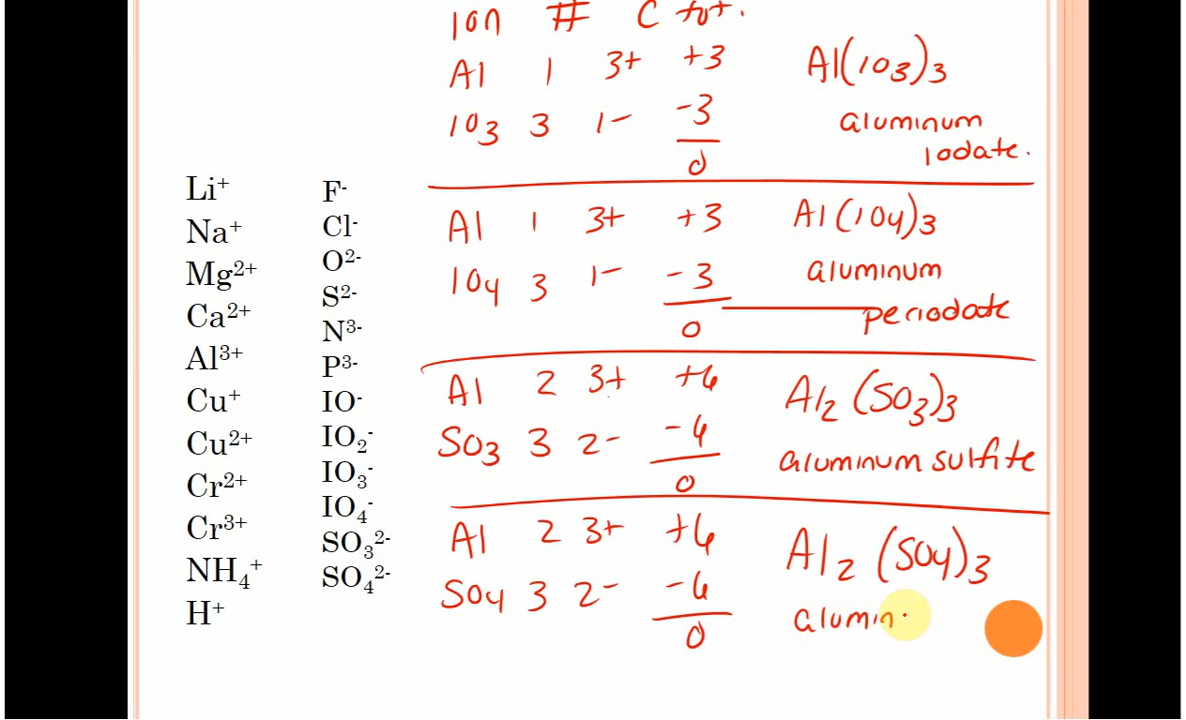 Ion # C tot.
Al 1 3+ +3 Al(IO3)3
IO3 3 1- -3 aluminum
0 iodate.
Li⁺ F⁻
Na⁺ Cl⁻
Mg²⁺ O²⁻
Ca²⁺ S²⁻
Al³⁺ N³⁻
Cu⁺ P³⁻
Cu²⁺ IO⁻
Cr²⁺ IO₂⁻
Cr³⁺ IO₃⁻
NH₄⁺ IO₄⁻
H⁺ SO₃²⁻
SO₄²⁻
Al 1 3+ +3 Al(IO4)3
IO4 3 1- -3 aluminum
0 periodate
Al 2 3+ +6 Al2(SO3)3
SO3 3 2- -6 aluminum sulfite
0
Al 2 3+ +6 Al2(SO4)3
SO4 3 2- -6 alumin
0